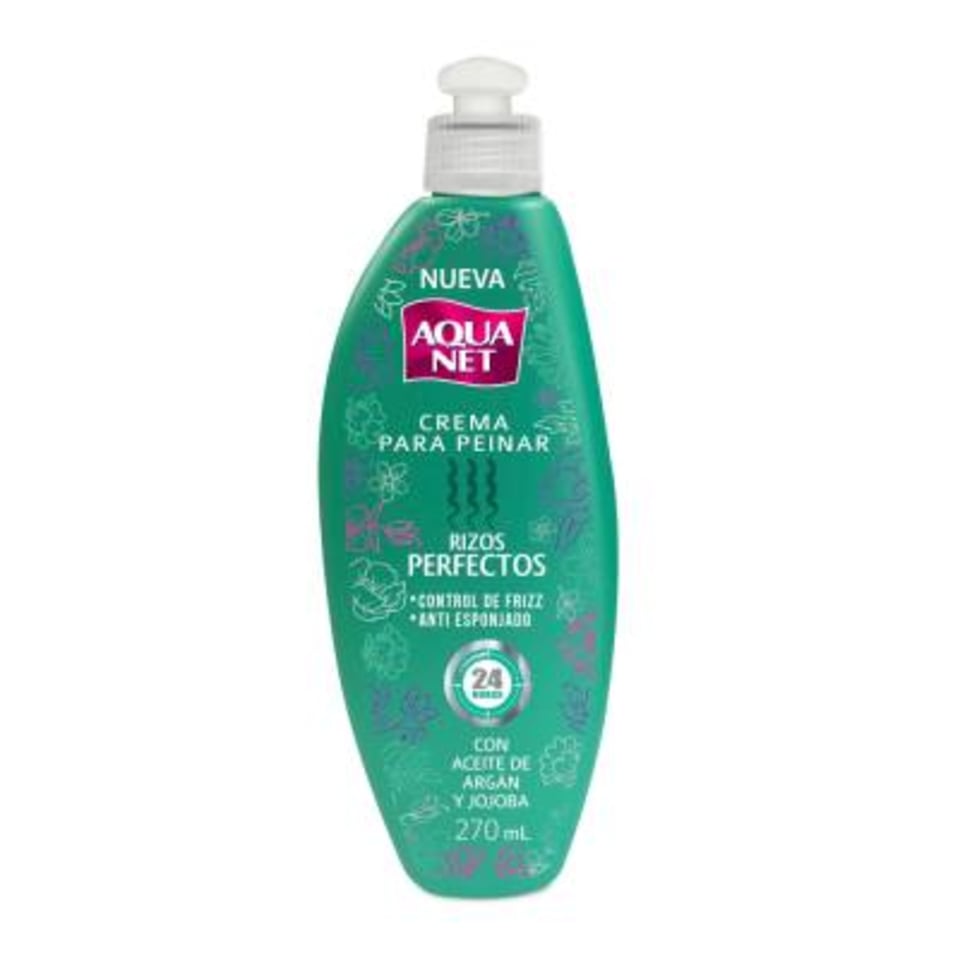 NUEVA
AQUA
NET
CREMA
PARA PEINAR
RIZOS
PERFECTOS
•CONTROL DE FRIZZ
•ANTI ESPONJADO
24
HORAS
CON
ACEITE DE
ARGAN
Y JOJOBA
270 mL